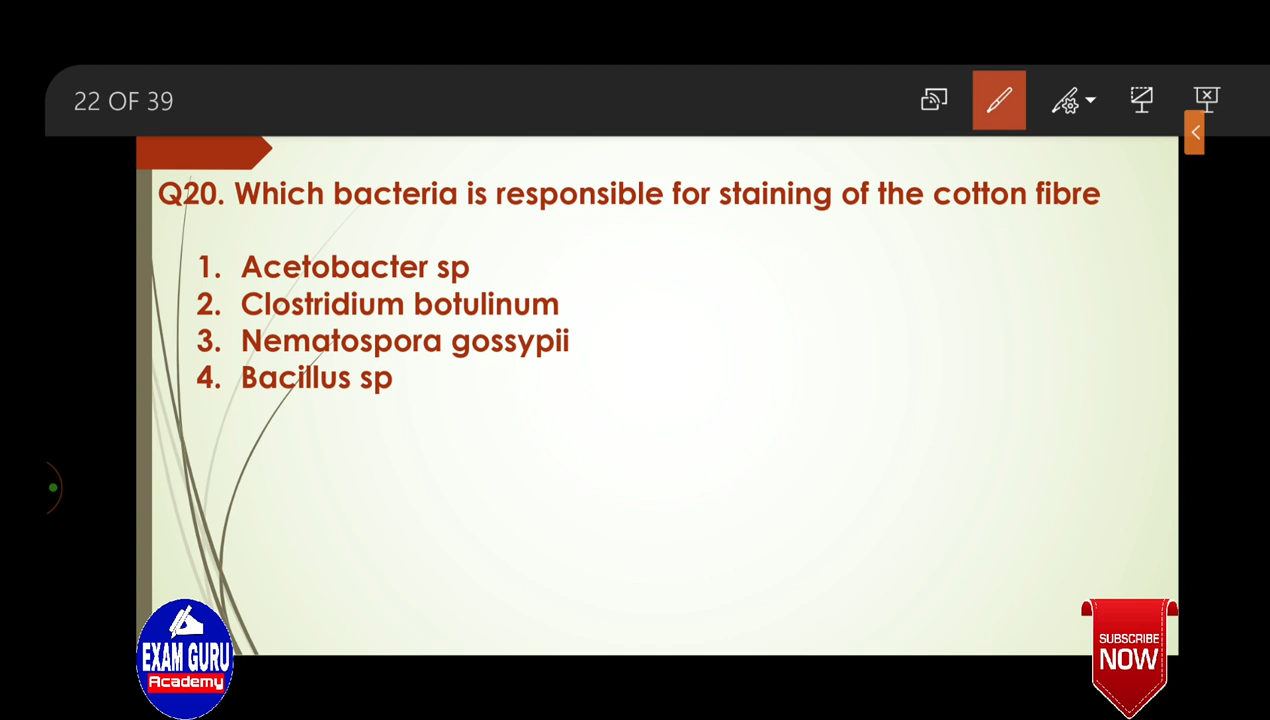 22 OF 39
Q20. Which bacteria is responsible for staining of the cotton fibre
1. Acetobacter sp
2. Clostridium botulinum
3. Nematospora gossypii
4. Bacillus sp
EXAM GURU
Academy
SUBSCRIBE
NOW